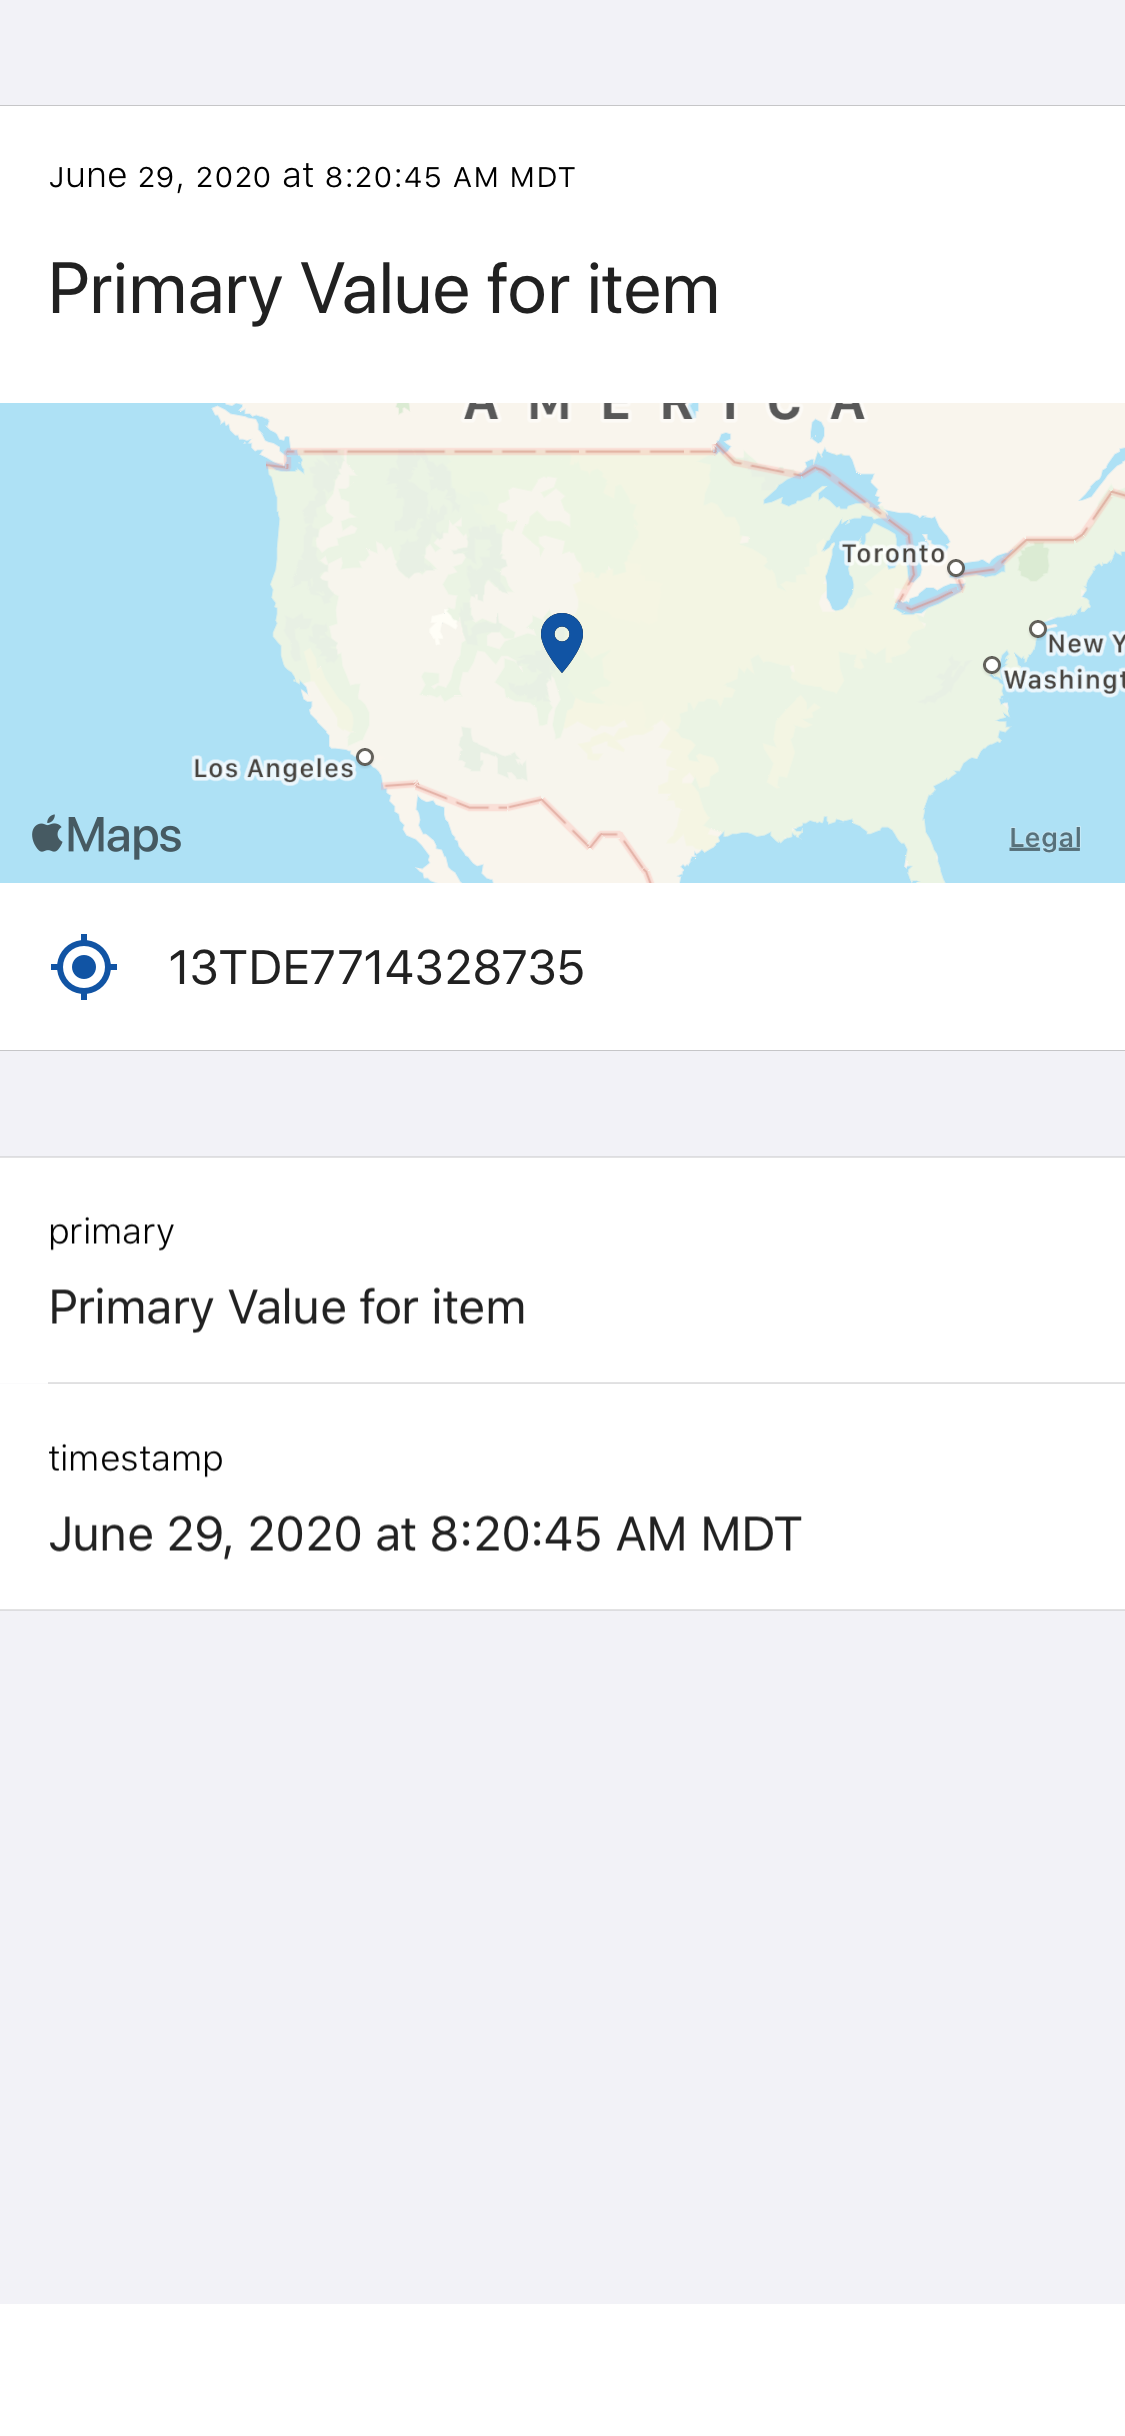 June 29, 2020 at 8:20:45 AM MDT
Primary Value for item
AMERICA
Toronto
New Y
Washingt
Los Angeles
Maps
Legal
13TDE7714328735
primary
Primary Value for item
timestamp
June 29, 2020 at 8:20:45 AM MDT